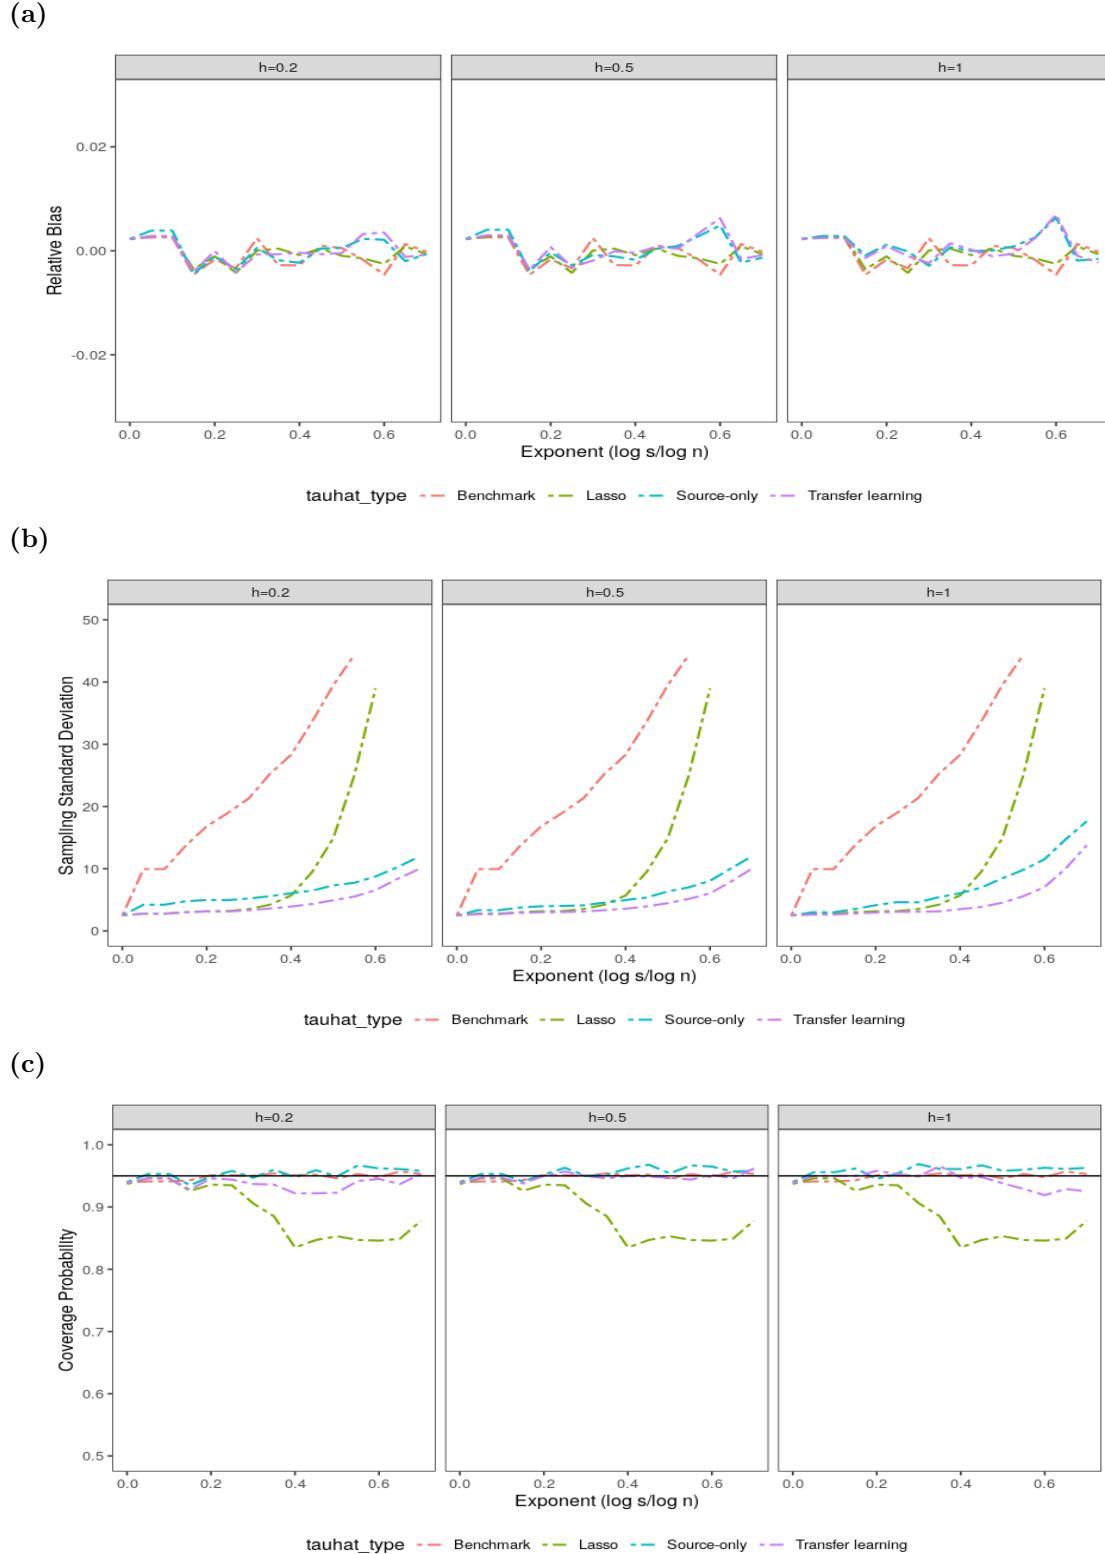 (a)
h=0.2 h=0.5 h=1
0.02
0.00
-0.02
Relative Bias
0.0 0.2 0.4 0.6 0.0 0.2 0.4 0.6 0.0 0.2 0.4 0.6
Exponent (log s/log n)
tauhat_type Benchmark Lasso Source-only Transfer learning
(b)
h=0.2 h=0.5 h=1
50
40
30
20
10
0
Sampling Standard Deviation
0.0 0.2 0.4 0.6 0.0 0.2 0.4 0.6 0.0 0.2 0.4 0.6
Exponent (log s/log n)
tauhat_type Benchmark Lasso Source-only Transfer learning
(c)
h=0.2 h=0.5 h=1
1.0
0.9
0.8
0.7
0.6
0.5
Coverage Probability
0.0 0.2 0.4 0.6 0.0 0.2 0.4 0.6 0.0 0.2 0.4 0.6
Exponent (log s/log n)
tauhat_type Benchmark Lasso Source-only Transfer learning